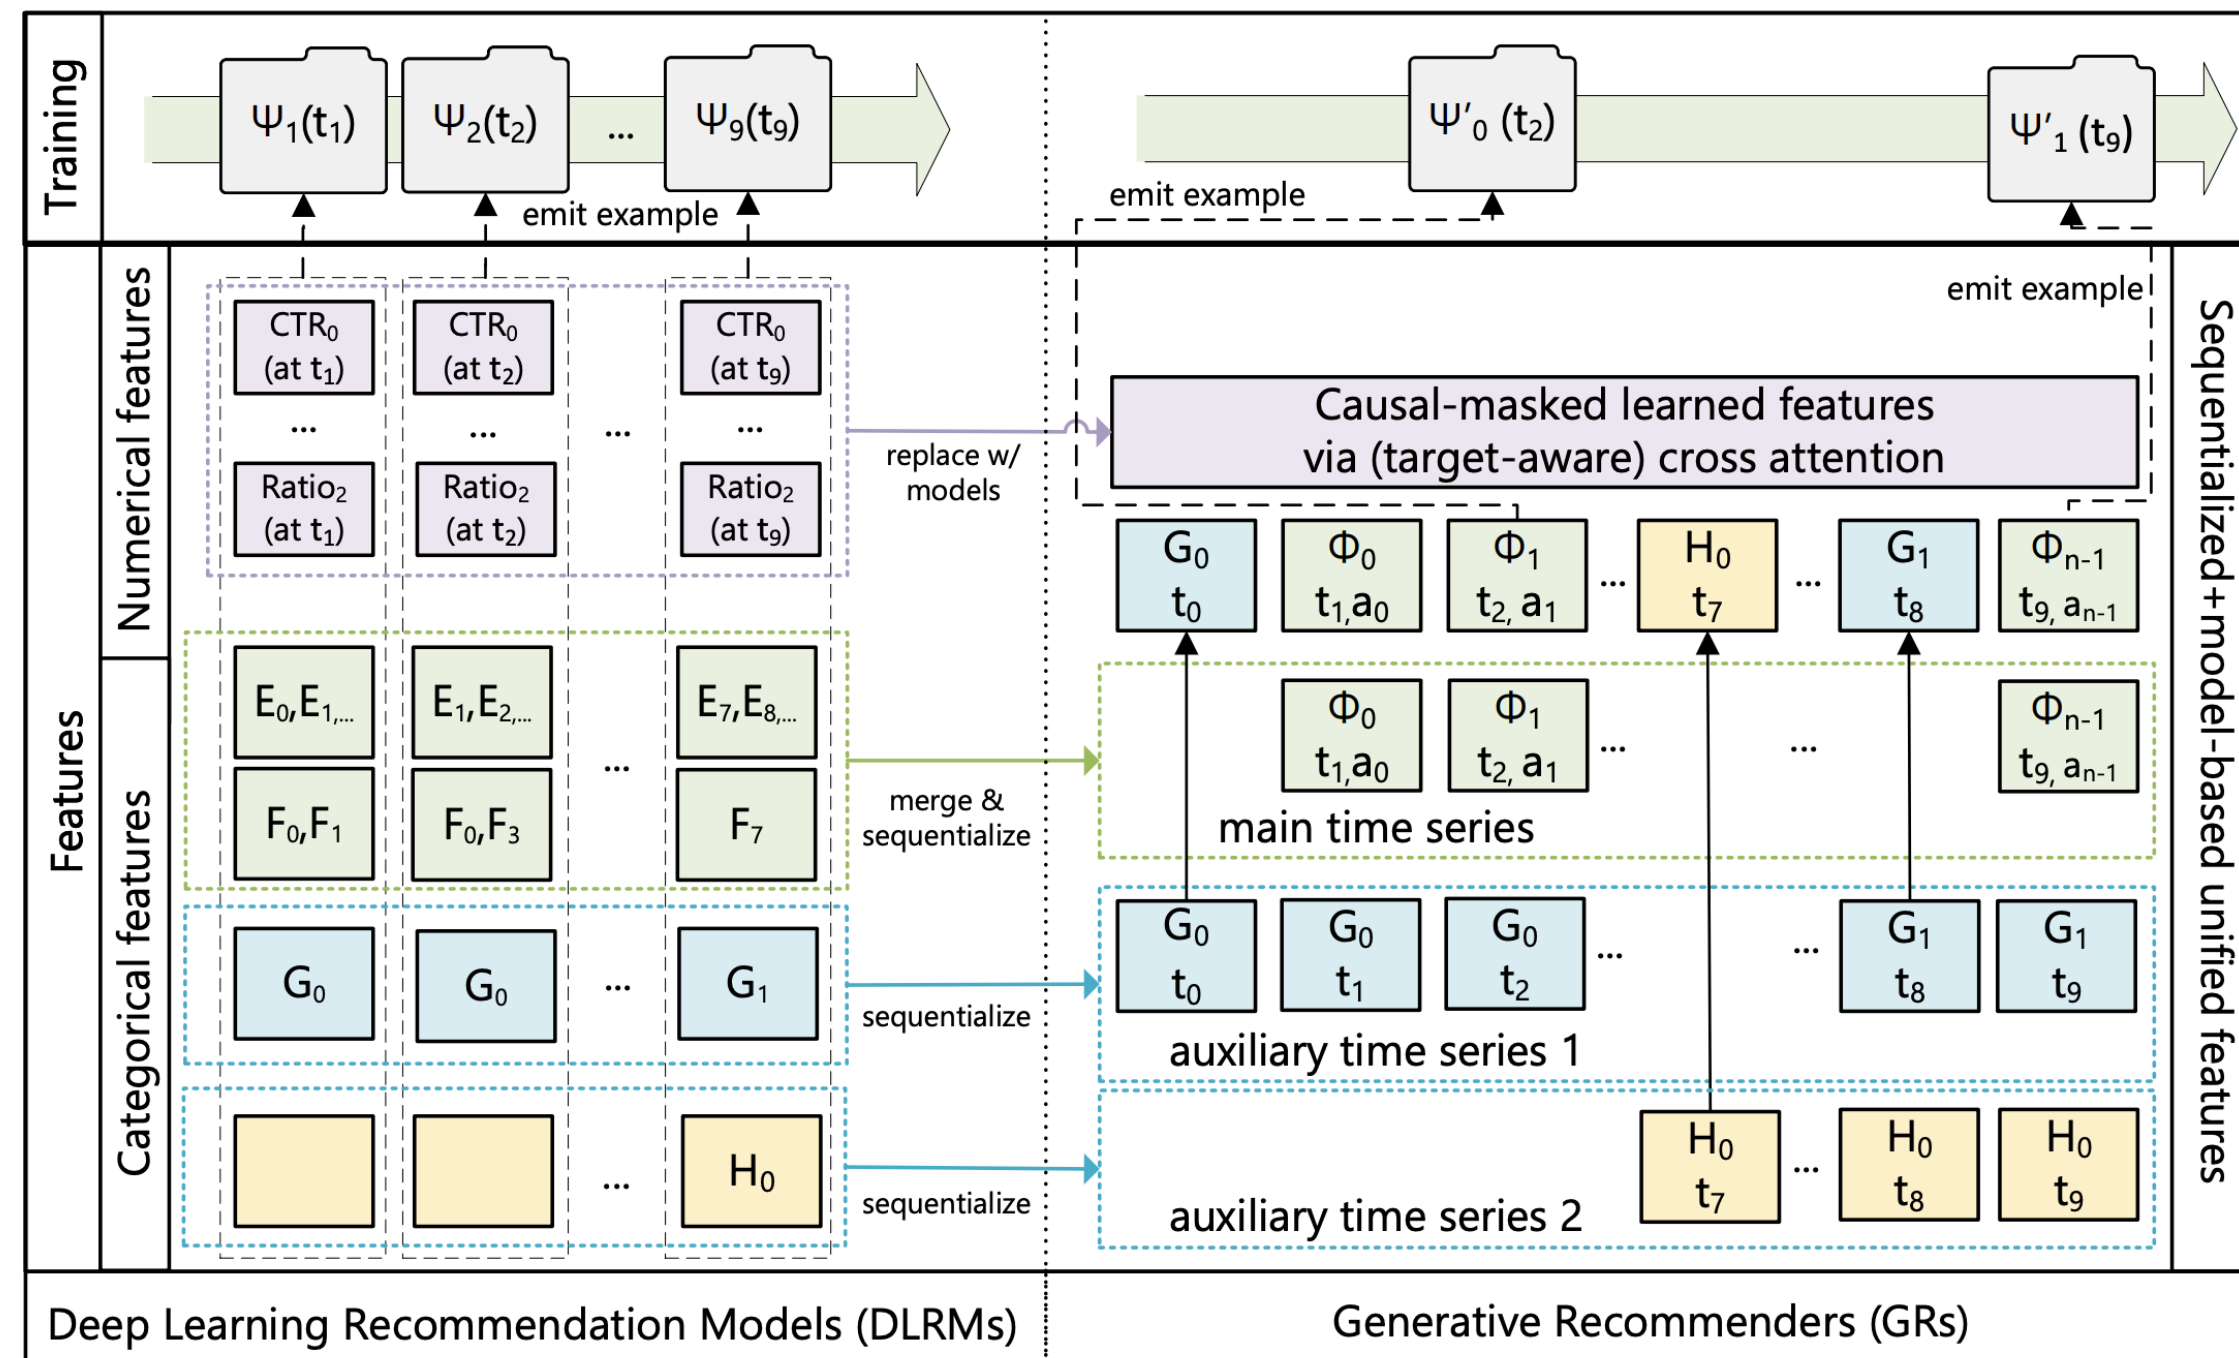 Training
Ψ₁(t₁)
Ψ₂(t₂)
...
Ψ₉(t₉)
emit example
Ψ′₀ (t₂)
Ψ′₁ (t₉)
emit example
emit example
Features
Numerical features
CTR₀
(at t₁)
CTR₀
(at t₂)
CTR₀
(at t₉)
...
...
...
...
Ratio₂
(at t₁)
Ratio₂
(at t₂)
Ratio₂
(at t₉)
replace w/
models
Causal-masked learned features
via (target-aware) cross attention
G₀
t₀
Φ₀
t₁,a₀
Φ₁
t₂, a₁
...
H₀
t₇
...
G₁
t₈
Φₙ₋₁
t₉, aₙ₋₁
Categorical features
E₀,E₁,...
E₁,E₂,...
...
E₇,E₈,...
F₀,F₁
F₀,F₃
F₇
merge &
sequentialize
Φ₀
t₁,a₀
Φ₁
t₂, a₁
...
...
Φₙ₋₁
t₉, aₙ₋₁
main time series
G₀
G₀
...
G₁
sequentialize
G₀
t₀
G₀
t₁
G₀
t₂
...
...
G₁
t₈
G₁
t₉
auxiliary time series 1
...
H₀
sequentialize
H₀
t₇
...
H₀
t₈
H₀
t₉
auxiliary time series 2
Sequentialized+model-based unified features
Deep Learning Recommendation Models (DLRMs)
Generative Recommenders (GRs)